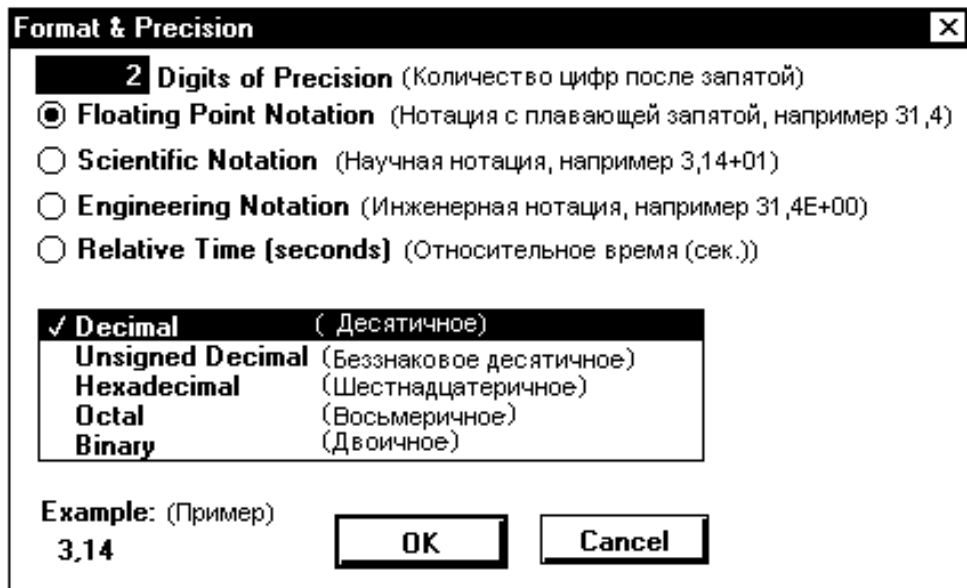 Format & Precision
2 Digits of Precision (Количество цифр после запятой)
Floating Point Notation (Нотация с плавающей запятой, например 31,4)
Scientific Notation (Научная нотация, например 3,14+01)
Engineering Notation (Инженерная нотация, например 31,4E+00)
Relative Time (seconds) (Относительное время (сек.))
√ Decimal ( Десятичное)
Unsigned Decimal (Беззнаковое десятичное)
Hexadecimal (Шестнадцатеричное)
Octal (Восьмеричное)
Binary (Двоичное)
Example: (Пример)
3,14
OK Cancel